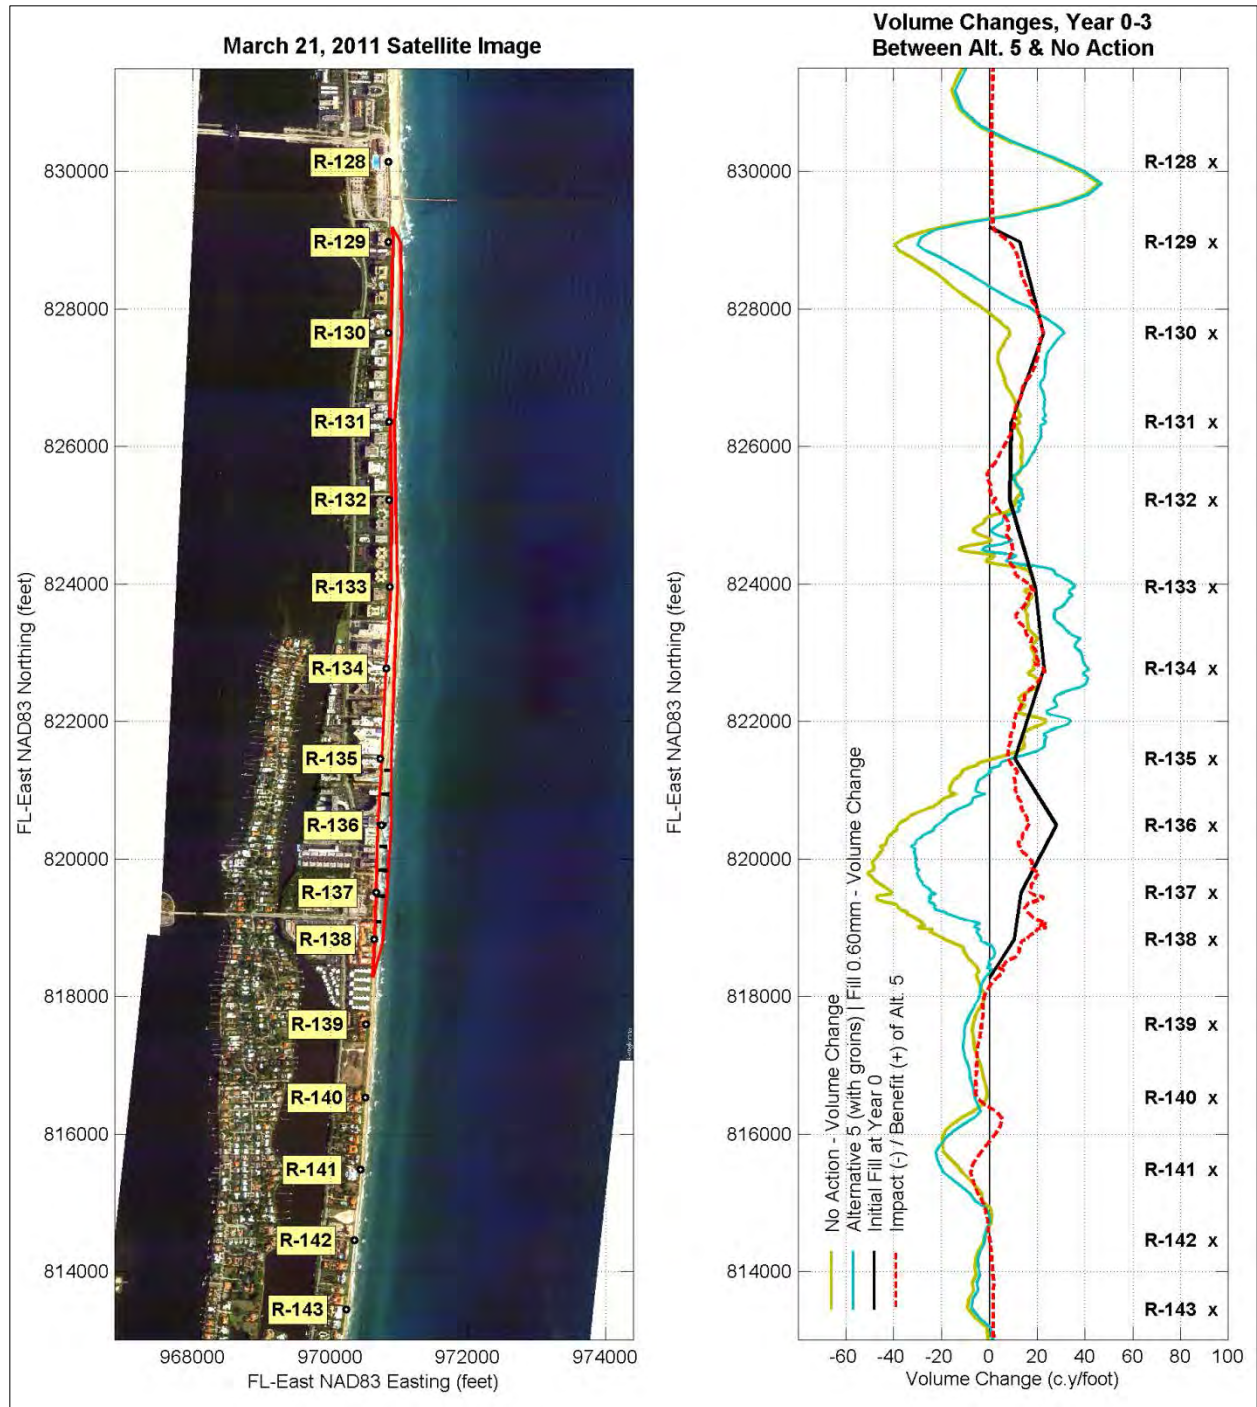 March 21, 2011 Satellite Image
830000
828000
826000
824000
822000
820000
818000
816000
814000
FL-East NAD83 Northing (feet)
R-128
R-129
R-130
R-131
R-132
R-133
R-134
R-135
R-136
R-137
R-138
R-139
R-140
R-141
R-142
R-143
968000 970000 972000 974000
FL-East NAD83 Easting (feet)
Volume Changes, Year 0-3
Between Alt. 5 & No Action
830000
828000
826000
824000
822000
820000
818000
816000
814000
FL-East NAD83 Northing (feet)
R-128 x
R-129 x
R-130 x
R-131 x
R-132 x
R-133 x
R-134 x
R-135 x
R-136 x
R-137 x
R-138 x
R-139 x
R-140 x
R-141 x
R-142 x
R-143 x
No Action - Volume Change
Alternative 5 (with groins) | Fill 0.60mm - Volume Change
Initial Fill at Year 0
Impact (-) / Benefit (+) of Alt. 5
-60 -40 -20 0 20 40 60 80 100
Volume Change (c.y/foot)